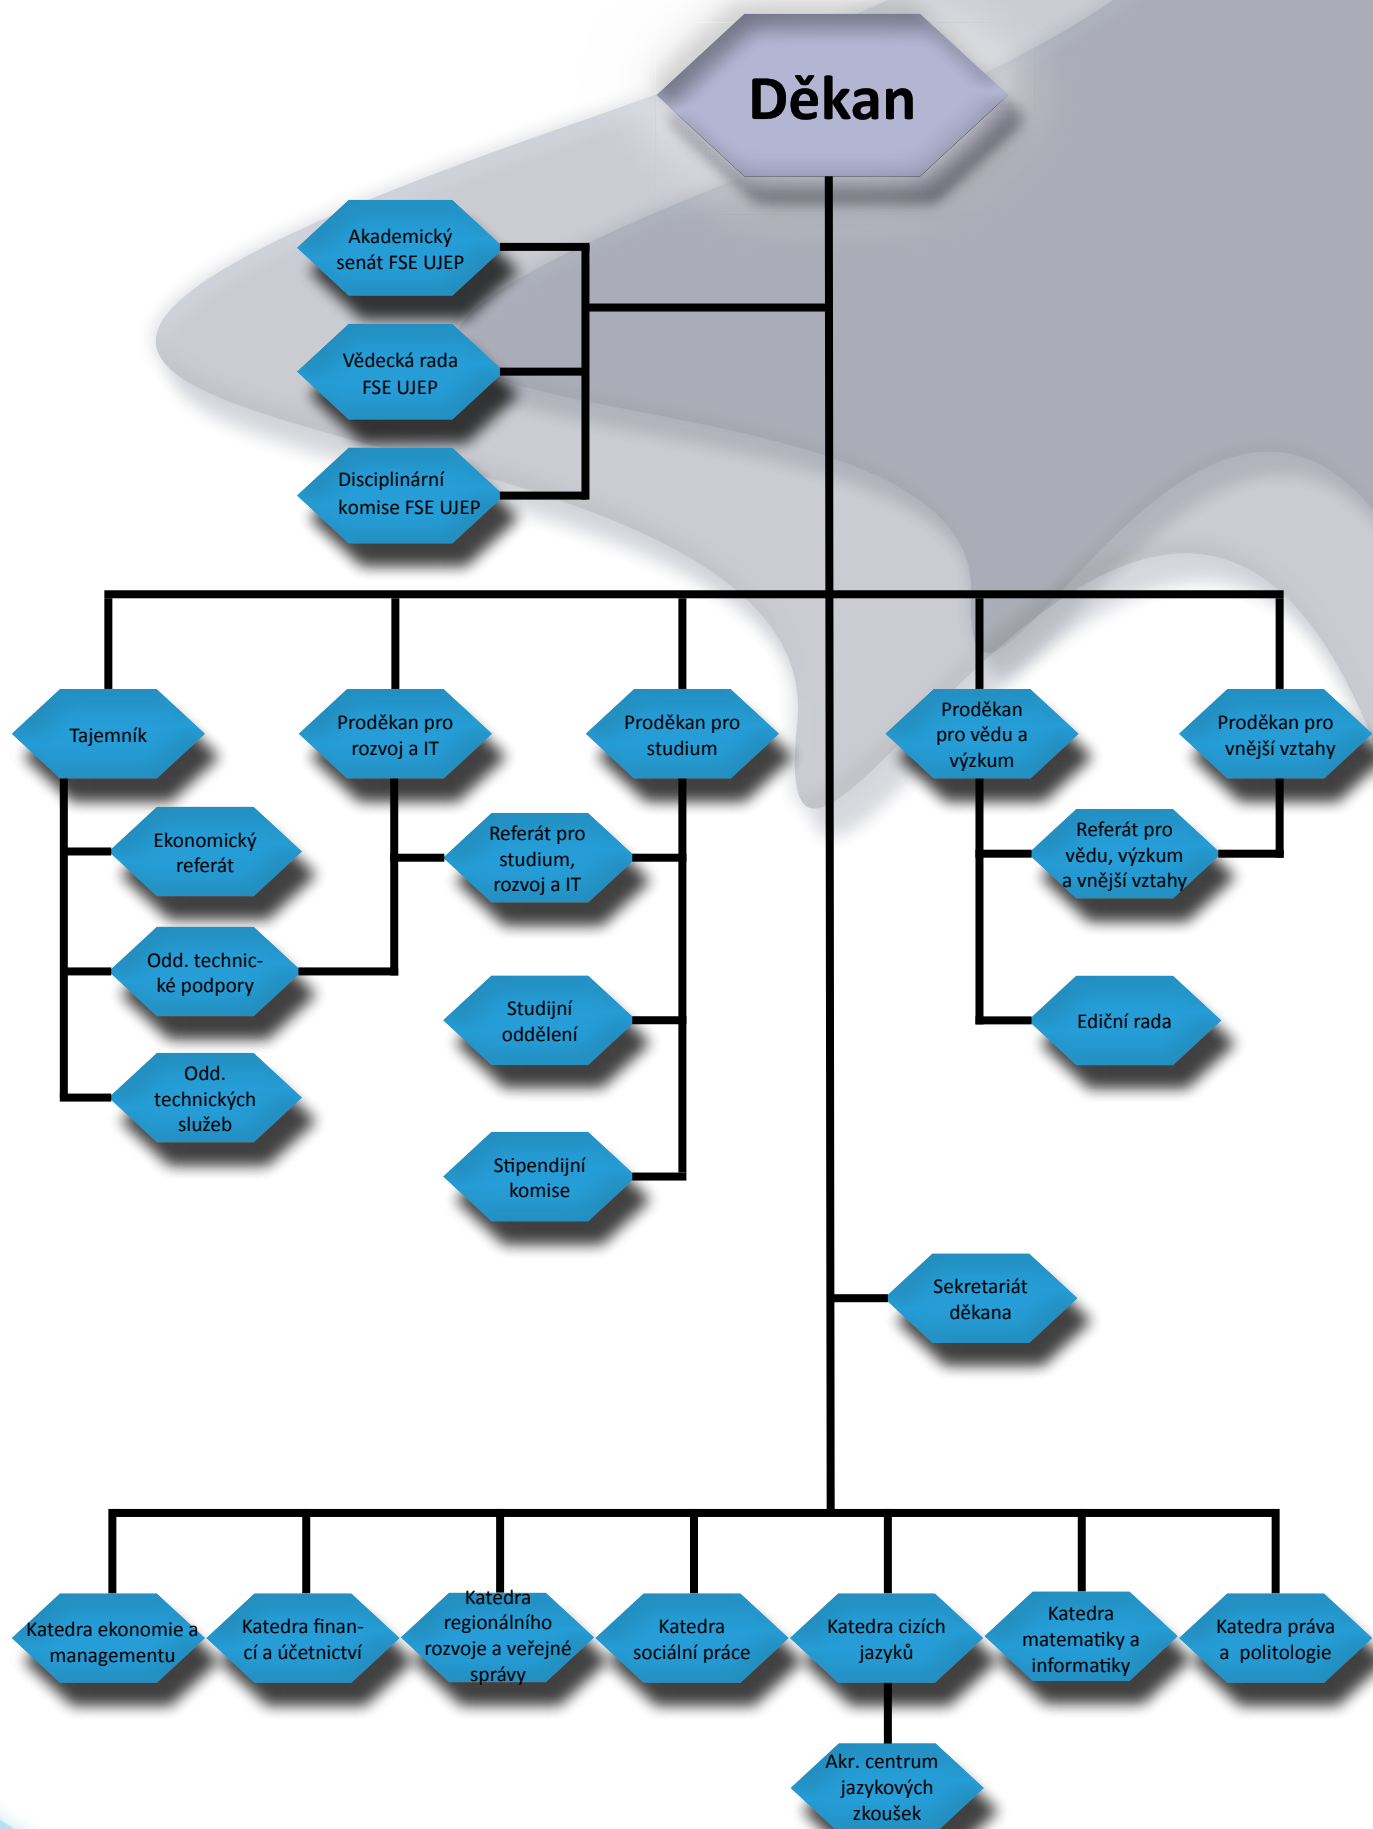 Děkan
Akademický
senát FSE UJEP
Vědecká rada
FSE UJEP
Disciplinární
komise FSE UJEP
Tajemník
Proděkan pro
rozvoj a IT
Proděkan pro
studium
Proděkan
pro vědu a
výzkum
Proděkan pro
vnější vztahy
Ekonomický
referát
Referát pro
studium,
rozvoj a IT
Referát pro
vědu, výzkum
a vnější vztahy
Odd. technic-
ké podpory
Studijní
oddělení
Ediční rada
Odd.
technických
služeb
Stipendijní
komise
Sekretariát
děkana
Katedra ekonomie a
managementu
Katedra finan-
cí a účetnictví
Katedra
regionálního
rozvoje a veřejné
správy
Katedra
sociální práce
Katedra cizích
jazyků
Katedra
matematiky a
informatiky
Katedra práva
a politologie
Akr. centrum
jazykových
zkoušek